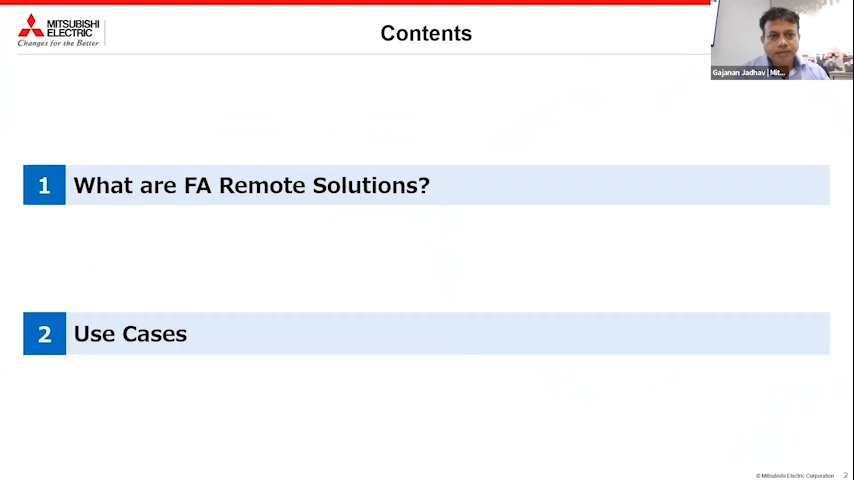 MITSUBISHI
ELECTRIC
Changes for the Better
Contents
Gajanan Jadhav | Mit...
1 What are FA Remote Solutions?
2 Use Cases
© Mitsubishi Electric Corporation 2